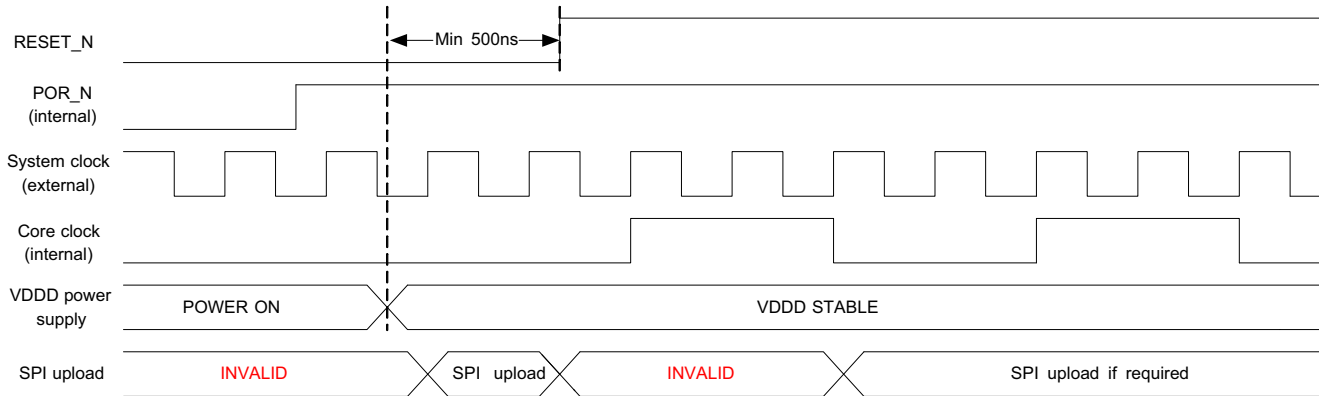 RESET_N
Min 500ns
POR_N
(internal)
System clock
(external)
Core clock
(internal)
VDDD power
supply
POWER ON
VDDD STABLE
SPI upload
INVALID
SPI upload
INVALID
SPI upload if required